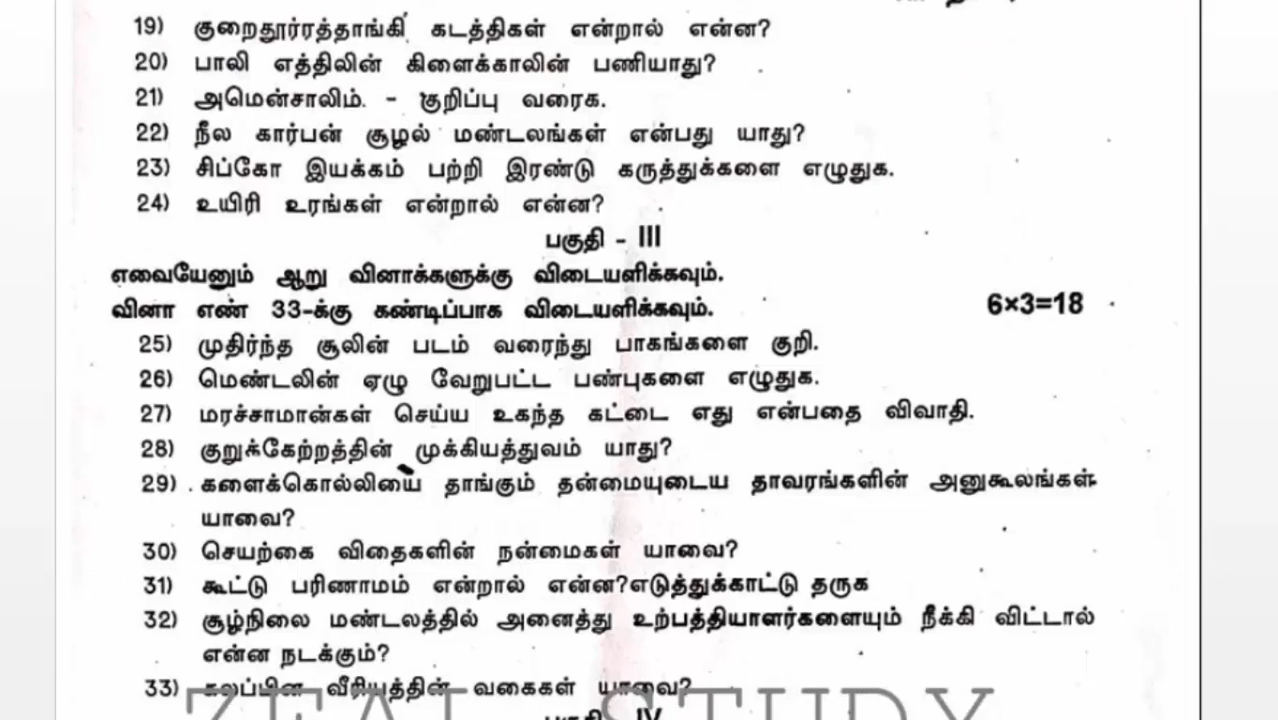 19) குறைதூர்ரத்தாங்கி கடத்திகள் என்றால் என்ன?
20) பாலி எத்திலின் கிளைக்காலின் பணியாது?
21) அமென்சாலிம். - குறிப்பு வரைக.
22) நீல கார்பன் சூழல் மண்டலங்கள் என்பது யாது?
23) சிப்கோ இயக்கம் பற்றி இரண்டு கருத்துக்களை எழுதுக.
24) உயிரி உரங்கள் என்றால் என்ன?
பகுதி - III
எவையேனும் ஆறு வினாக்களுக்கு விடையளிக்கவும்.
வினா எண் 33-க்கு கண்டிப்பாக விடையளிக்கவும். 6×3=18
25) முதிர்ந்த சூலின் படம் வரைந்து பாகங்களை குறி.
26) மெண்டலின் ஏழு வேறுபட்ட பண்புகளை எழுதுக.
27) மரச்சாமான்கள் செய்ய உகந்த கட்டை எது என்பதை விவாதி.
28) குறுக்கேற்றத்தின் முக்கியத்துவம் யாது?
29) களைக்கொல்லியை தாங்கும் தன்மையுடைய தாவரங்களின் அனுகூலங்கள்
யாவை?
30) செயற்கை விதைகளின் நன்மைகள் யாவை?
31) கூட்டு பரிணாமம் என்றால் என்ன?எடுத்துக்காட்டு தருக
32) சூழ்நிலை மண்டலத்தில் அனைத்து உற்பத்தியாளர்களையும் நீக்கி விட்டால்
என்ன நடக்கும்?
33) கலப்பின வீரியத்தின் வகைகள் யாவை?
ZEAL STUDY
பகுதி IV